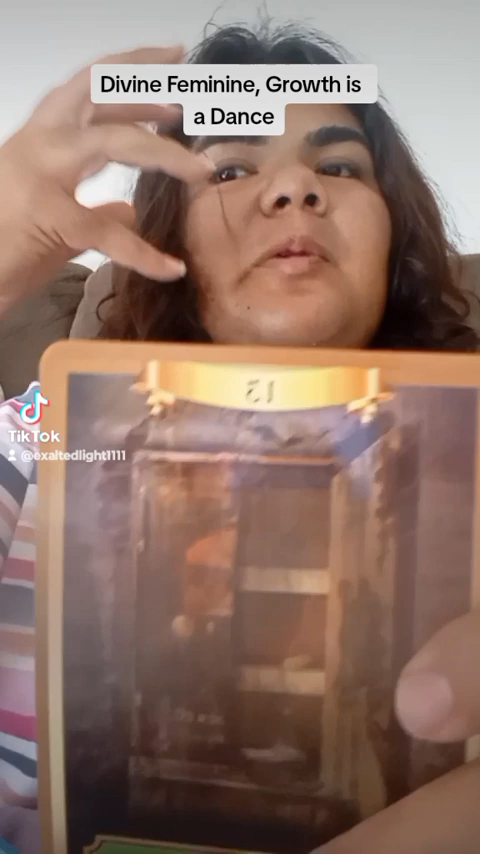 Divine Feminine, Growth is
a Dance
TikTok
@exaltedlight1111